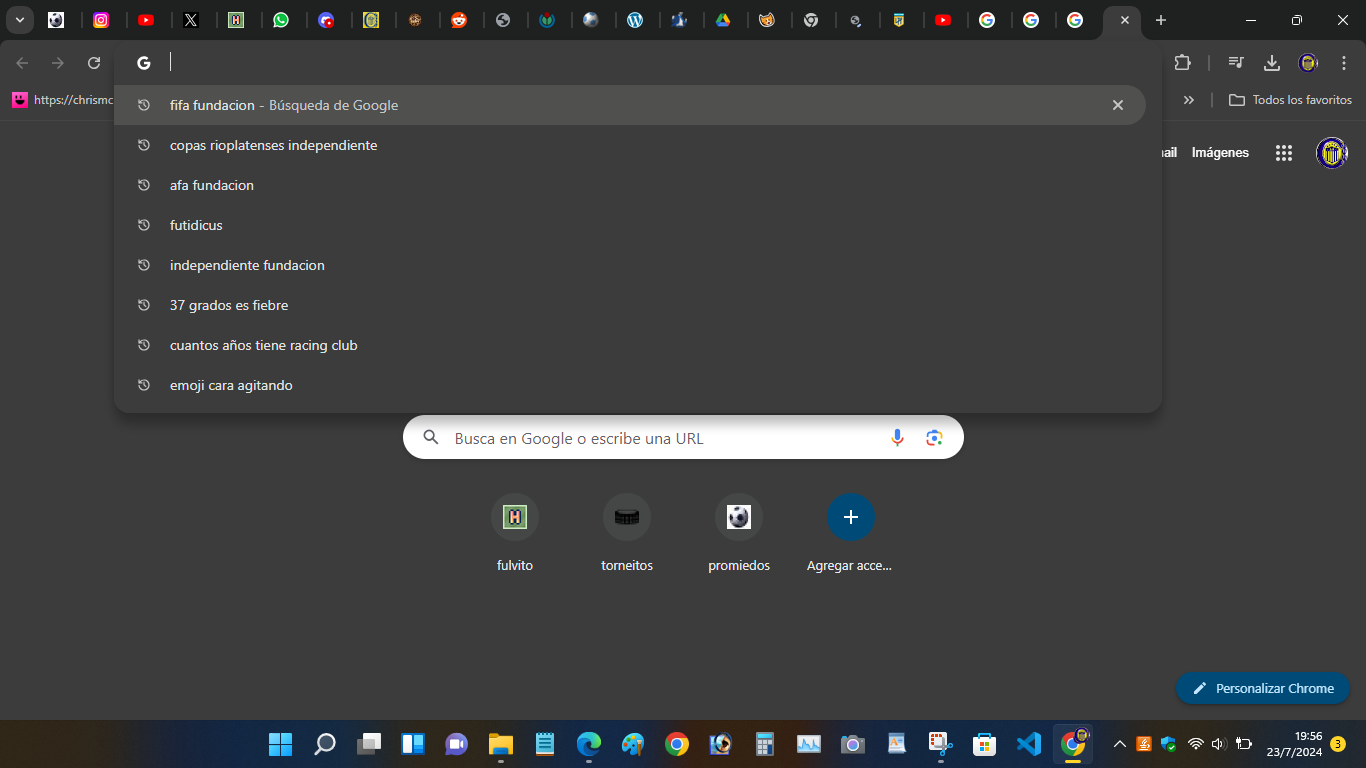 https://chrismc
Todos los favoritos
fifa fundacion - Búsqueda de Google
copas rioplatenses independiente
ail Imágenes
afa fundacion
futidicus
independiente fundacion
37 grados es fiebre
cuantos años tiene racing club
emoji cara agitando
Busca en Google o escribe una URL
fulvito
torneitos
promiedos
Agregar acce...
Personalizar Chrome
19:56
23/7/2024
3